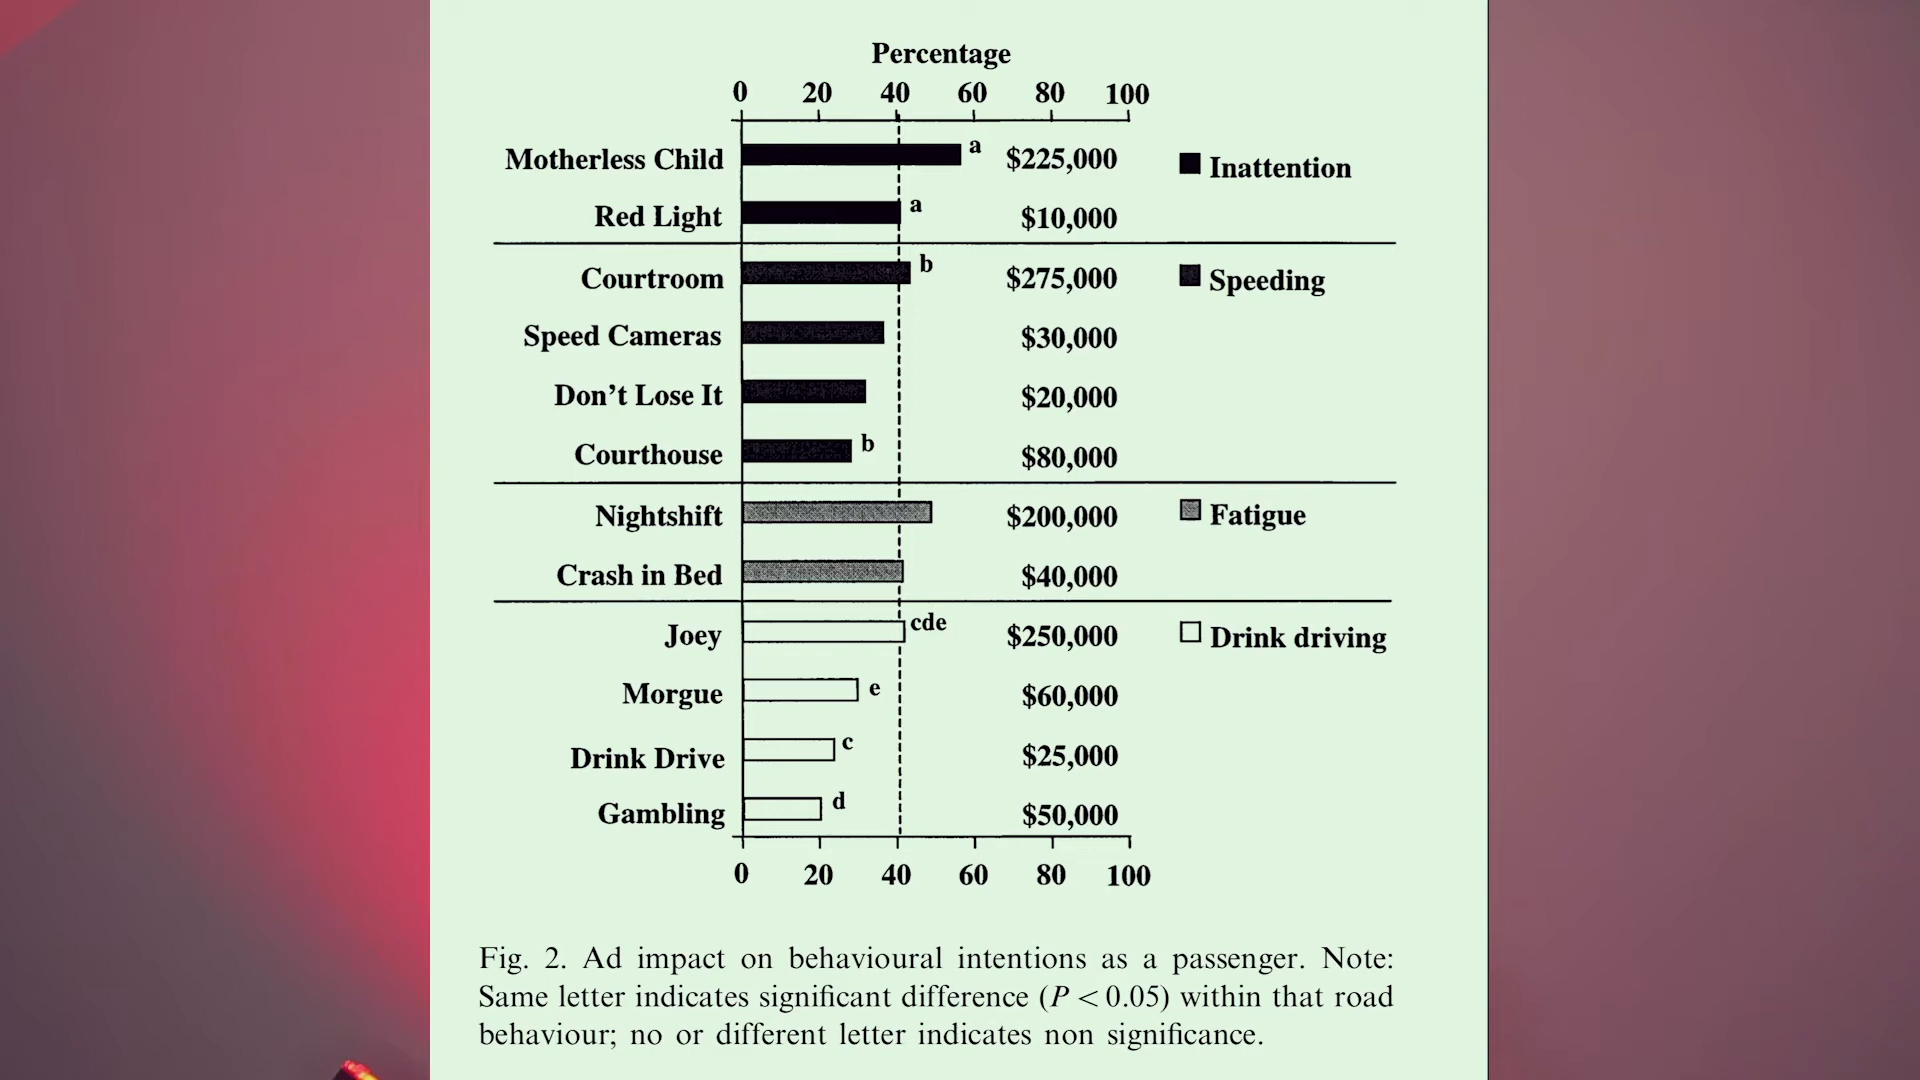 Percentage
0 20 40 60 80 100
Motherless Child a $225,000 Inattention
Red Light a $10,000
Courtroom b $275,000 Speeding
Speed Cameras $30,000
Don't Lose It $20,000
Courthouse b $80,000
Nightshift $200,000 Fatigue
Crash in Bed $40,000
Joey cde $250,000 Drink driving
Morgue e $60,000
Drink Drive c $25,000
Gambling d $50,000
0 20 40 60 80 100
Fig. 2. Ad impact on behavioural intentions as a passenger. Note:
Same letter indicates significant difference (P < 0.05) within that road
behaviour; no or different letter indicates non significance.